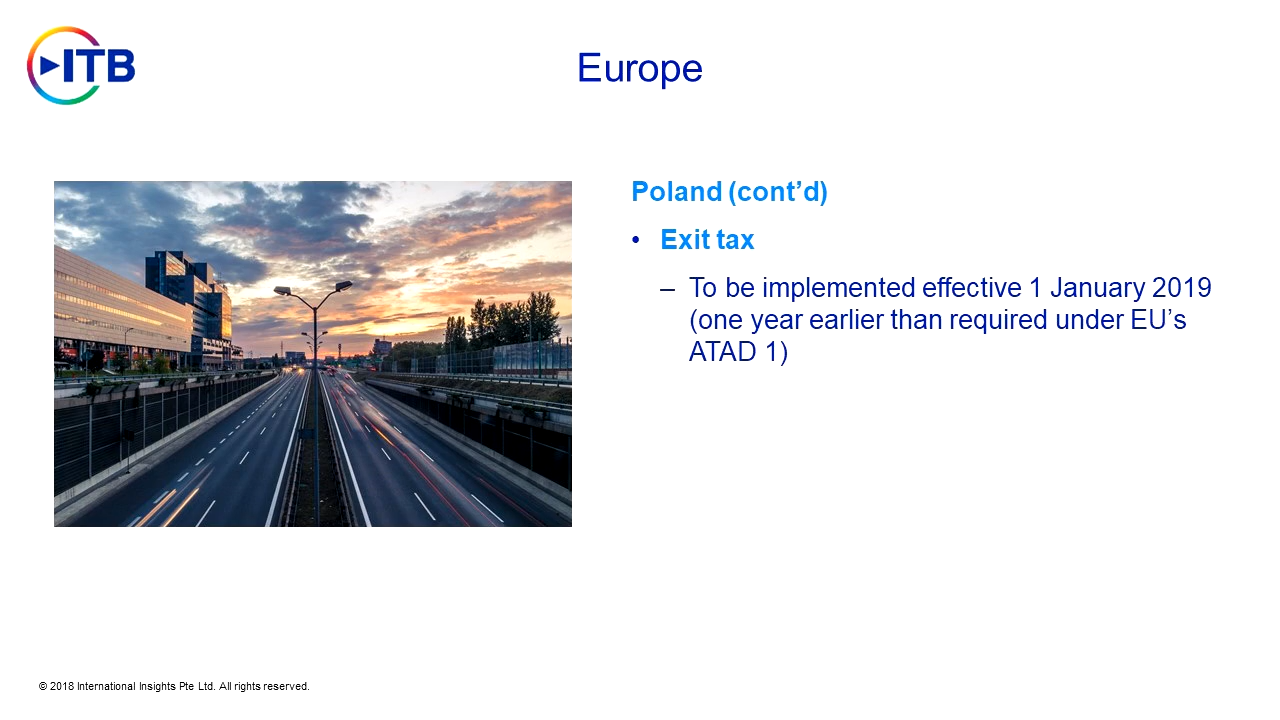 ITB
Europe
Poland (cont’d)
• Exit tax
– To be implemented effective 1 January 2019
(one year earlier than required under EU’s
ATAD 1)
© 2018 International Insights Pte Ltd. All rights reserved.